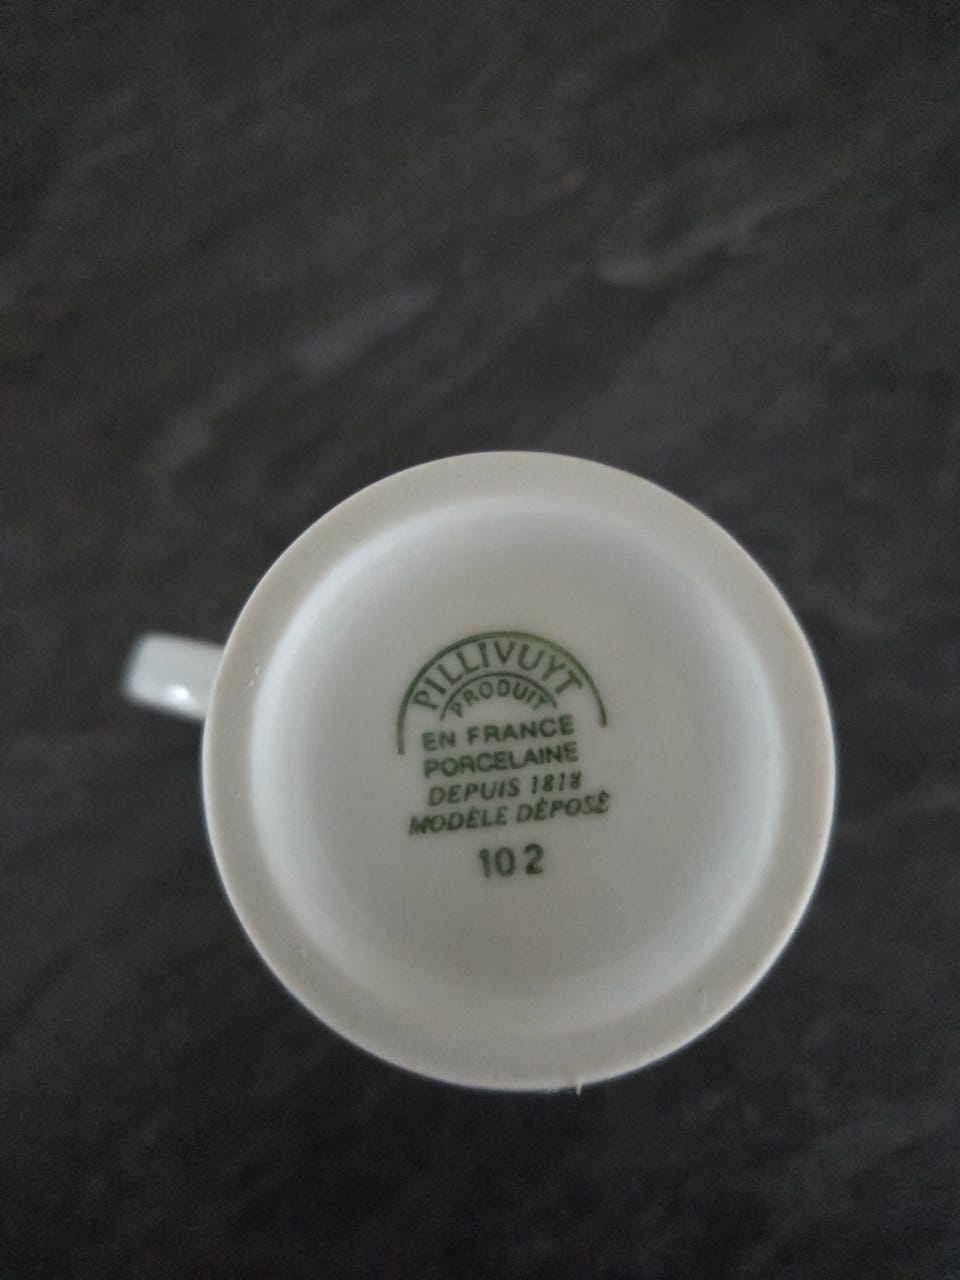 PILLIVUYT
PRODUIT
EN FRANCE
PORCELAINE
DEPUIS 1818
MODÈLE DÉPOSÉ
102